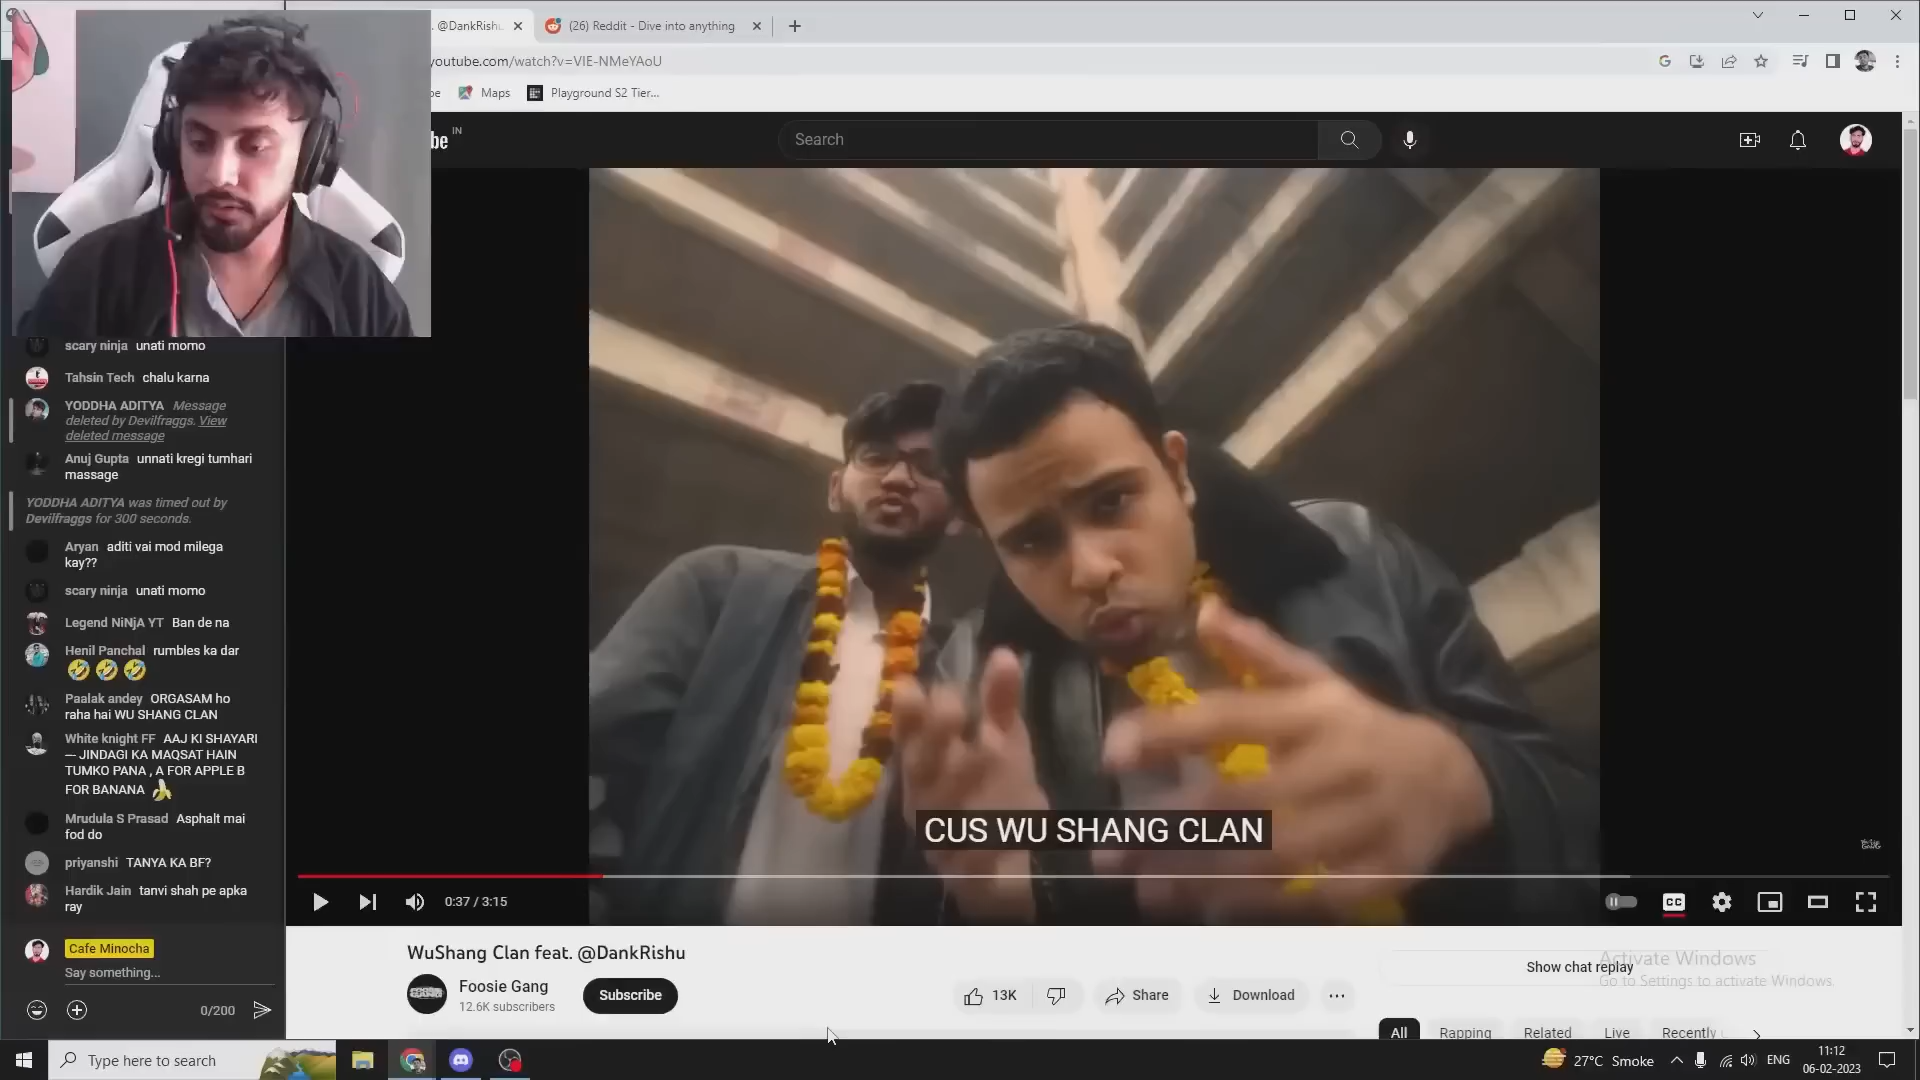 @DankRishu
(26) Reddit - Dive into anything
youtube.com/watch?v=VIE-NMeYAoU
be
Maps
Playground S2 Tier...
be IN
Search
scary ninja unati momo
Tahsin Tech chalu karna
YODDHA ADITYA Message
deleted by Devilfraggs. View
deleted message
Anuj Gupta unnati kregi tumhari
massage
YODDHA ADITYA was timed out by
Devilfraggs for 300 seconds.
Aryan aditi vai mod milega
kay??
scary ninja unati momo
Legend NiNjA YT Ban de na
Henil Panchal rumbles ka dar
🤣 🤣 🤣
Paalak andey ORGASAM ho
raha hai WU SHANG CLAN
White knight FF AAJ KI SHAYARI
--- JINDAGI KA MAQSAT HAIN
TUMKO PANA , A FOR APPLE B
FOR BANANA 🍌
Mrudula S Prasad Asphalt mai
fod do
priyanshi TANYA KA BF?
Hardik Jain tanvi shah pe apka
ray
Cafe Minocha
Say something...
0/200
CUS WU SHANG CLAN
0:37 / 3:15
CC
WuShang Clan feat. @DankRishu
Foosie Gang
12.6K subscribers
Subscribe
13K
Share
Download
Show chat replay
Activate Windows
Go to Settings to activate Windows.
All
Rapping
Related
Live
Recently
Type here to search
27°C Smoke
ENG
11:12
06-02-2023